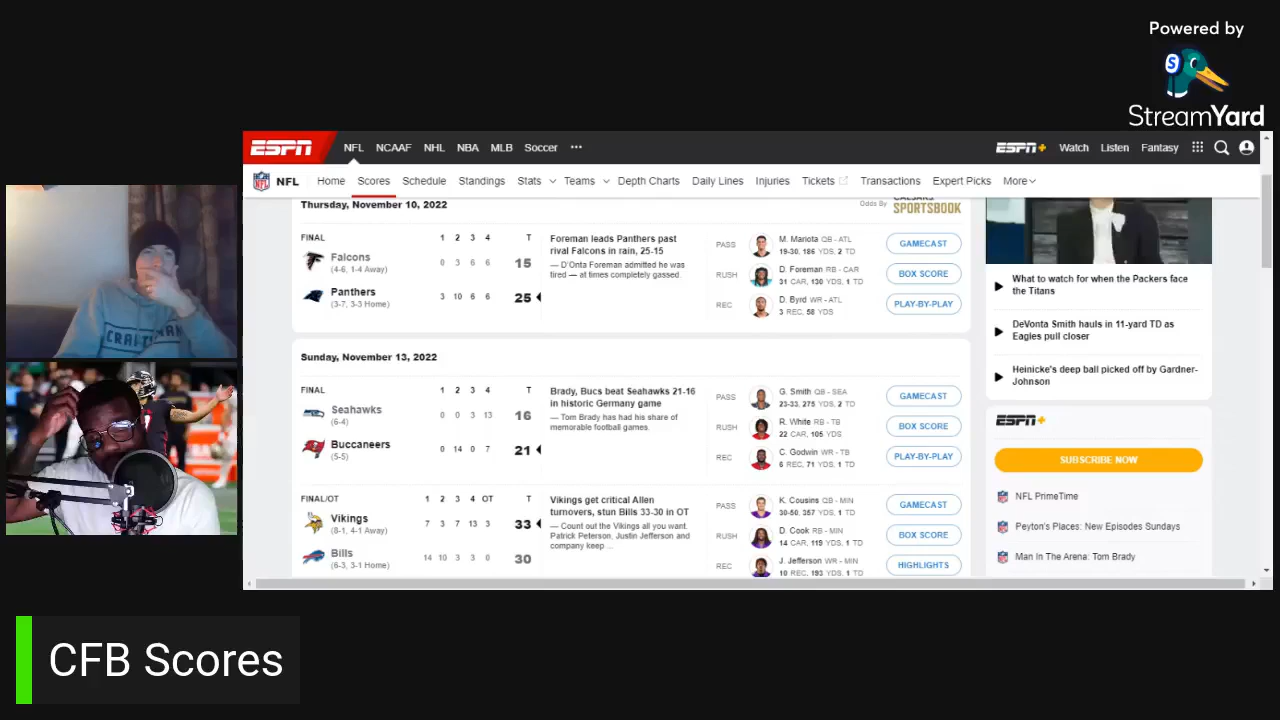 Powered by
StreamYard
ESPN NFL NCAAF NHL NBA MLB Soccer ••• ESPN+ Watch Listen Fantasy
NFL Home Scores Schedule Standings Stats Teams Depth Charts Daily Lines Injuries Tickets Transactions Expert Picks More
Thursday, November 10, 2022
Odds By CAESARS SPORTSBOOK
FINAL 1 2 3 4 T
Falcons 0 3 6 6 15
(4-6, 1-4 Away)
Panthers 3 10 6 6 25
(3-7, 3-3 Home)
Foreman leads Panthers past
rival Falcons in rain, 25-15
— D'Onta Foreman admitted he was
tired — at times completely gassed.
PASS M. Mariota QB - ATL
19-30, 186 YDS, 2 TD
RUSH D. Foreman RB - CAR
31 CAR, 130 YDS, 1 TD
REC D. Byrd WR - ATL
3 REC, 58 YDS
GAMECAST
BOX SCORE
PLAY-BY-PLAY
Sunday, November 13, 2022
FINAL 1 2 3 4 T
Seahawks 0 0 3 13 16
(6-4)
Buccaneers 0 14 0 7 21
(5-5)
Brady, Bucs beat Seahawks 21-16
in historic Germany game
— Tom Brady has had his share of
memorable football games.
PASS G. Smith QB - SEA
23-33, 275 YDS, 2 TD
RUSH R. White RB - TB
22 CAR, 105 YDS
REC C. Godwin WR - TB
6 REC, 71 YDS, 1 TD
GAMECAST
BOX SCORE
PLAY-BY-PLAY
FINAL/OT 1 2 3 4 OT T
Vikings 7 3 7 13 3 33
(8-1, 4-1 Away)
Bills 14 10 3 3 0 30
(6-3, 3-1 Home)
Vikings get critical Allen
turnovers, stun Bills 33-30 in OT
— Count out the Vikings all you want.
Patrick Peterson, Justin Jefferson and
company keep ...
PASS K. Cousins QB - MIN
30-50, 357 YDS, 1 TD
RUSH D. Cook RB - MIN
14 CAR, 119 YDS, 1 TD
REC J. Jefferson WR - MIN
10 REC, 193 YDS, 1 TD
GAMECAST
BOX SCORE
HIGHLIGHTS
What to watch for when the Packers face
the Titans
DeVonta Smith hauls in 11-yard TD as
Eagles pull closer
Heinicke's deep ball picked off by Gardner-
Johnson
ESPN+
SUBSCRIBE NOW
NFL PrimeTime
Peyton's Places: New Episodes Sundays
Man In The Arena: Tom Brady
CFB Scores